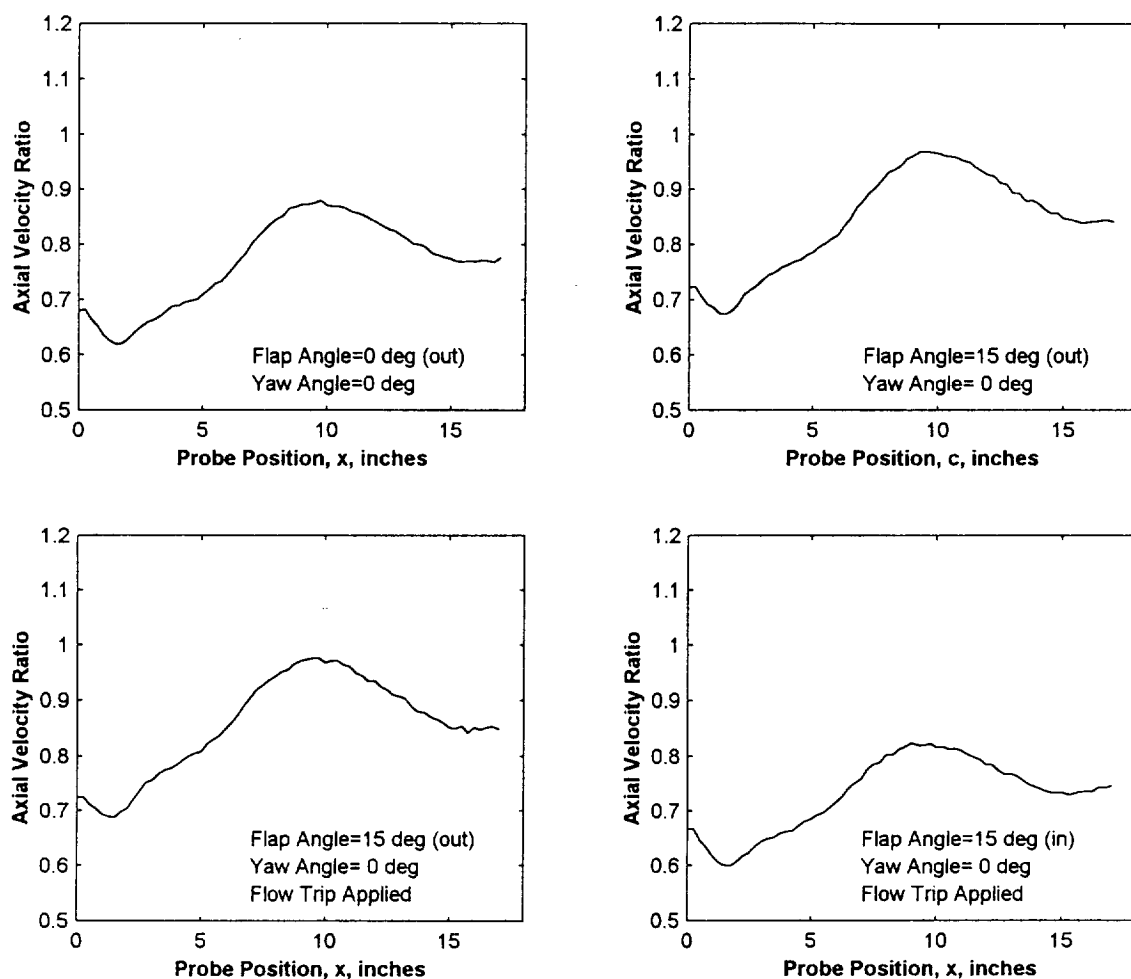 1.2
1.1
1
0.9
0.8
0.7
0.6
0.5
Axial Velocity Ratio
Flap Angle=0 deg (out)
Yaw Angle=0 deg
0 5 10 15
Probe Position, x, inches
1.2
1.1
1
0.9
0.8
0.7
0.6
0.5
Axial Velocity Ratio
Flap Angle=15 deg (out)
Yaw Angle= 0 deg
0 5 10 15
Probe Position, c, inches
1.2
1.1
1
0.9
0.8
0.7
0.6
0.5
Axial Velocity Ratio
Flap Angle=15 deg (out)
Yaw Angle= 0 deg
Flow Trip Applied
0 5 10 15
Probe Position, x, inches
1.2
1.1
1
0.9
0.8
0.7
0.6
0.5
Axial Velocity Ratio
Flap Angle=15 deg (in)
Yaw Angle= 0 deg
Flow Trip Applied
0 5 10 15
Probe Position, x, inches